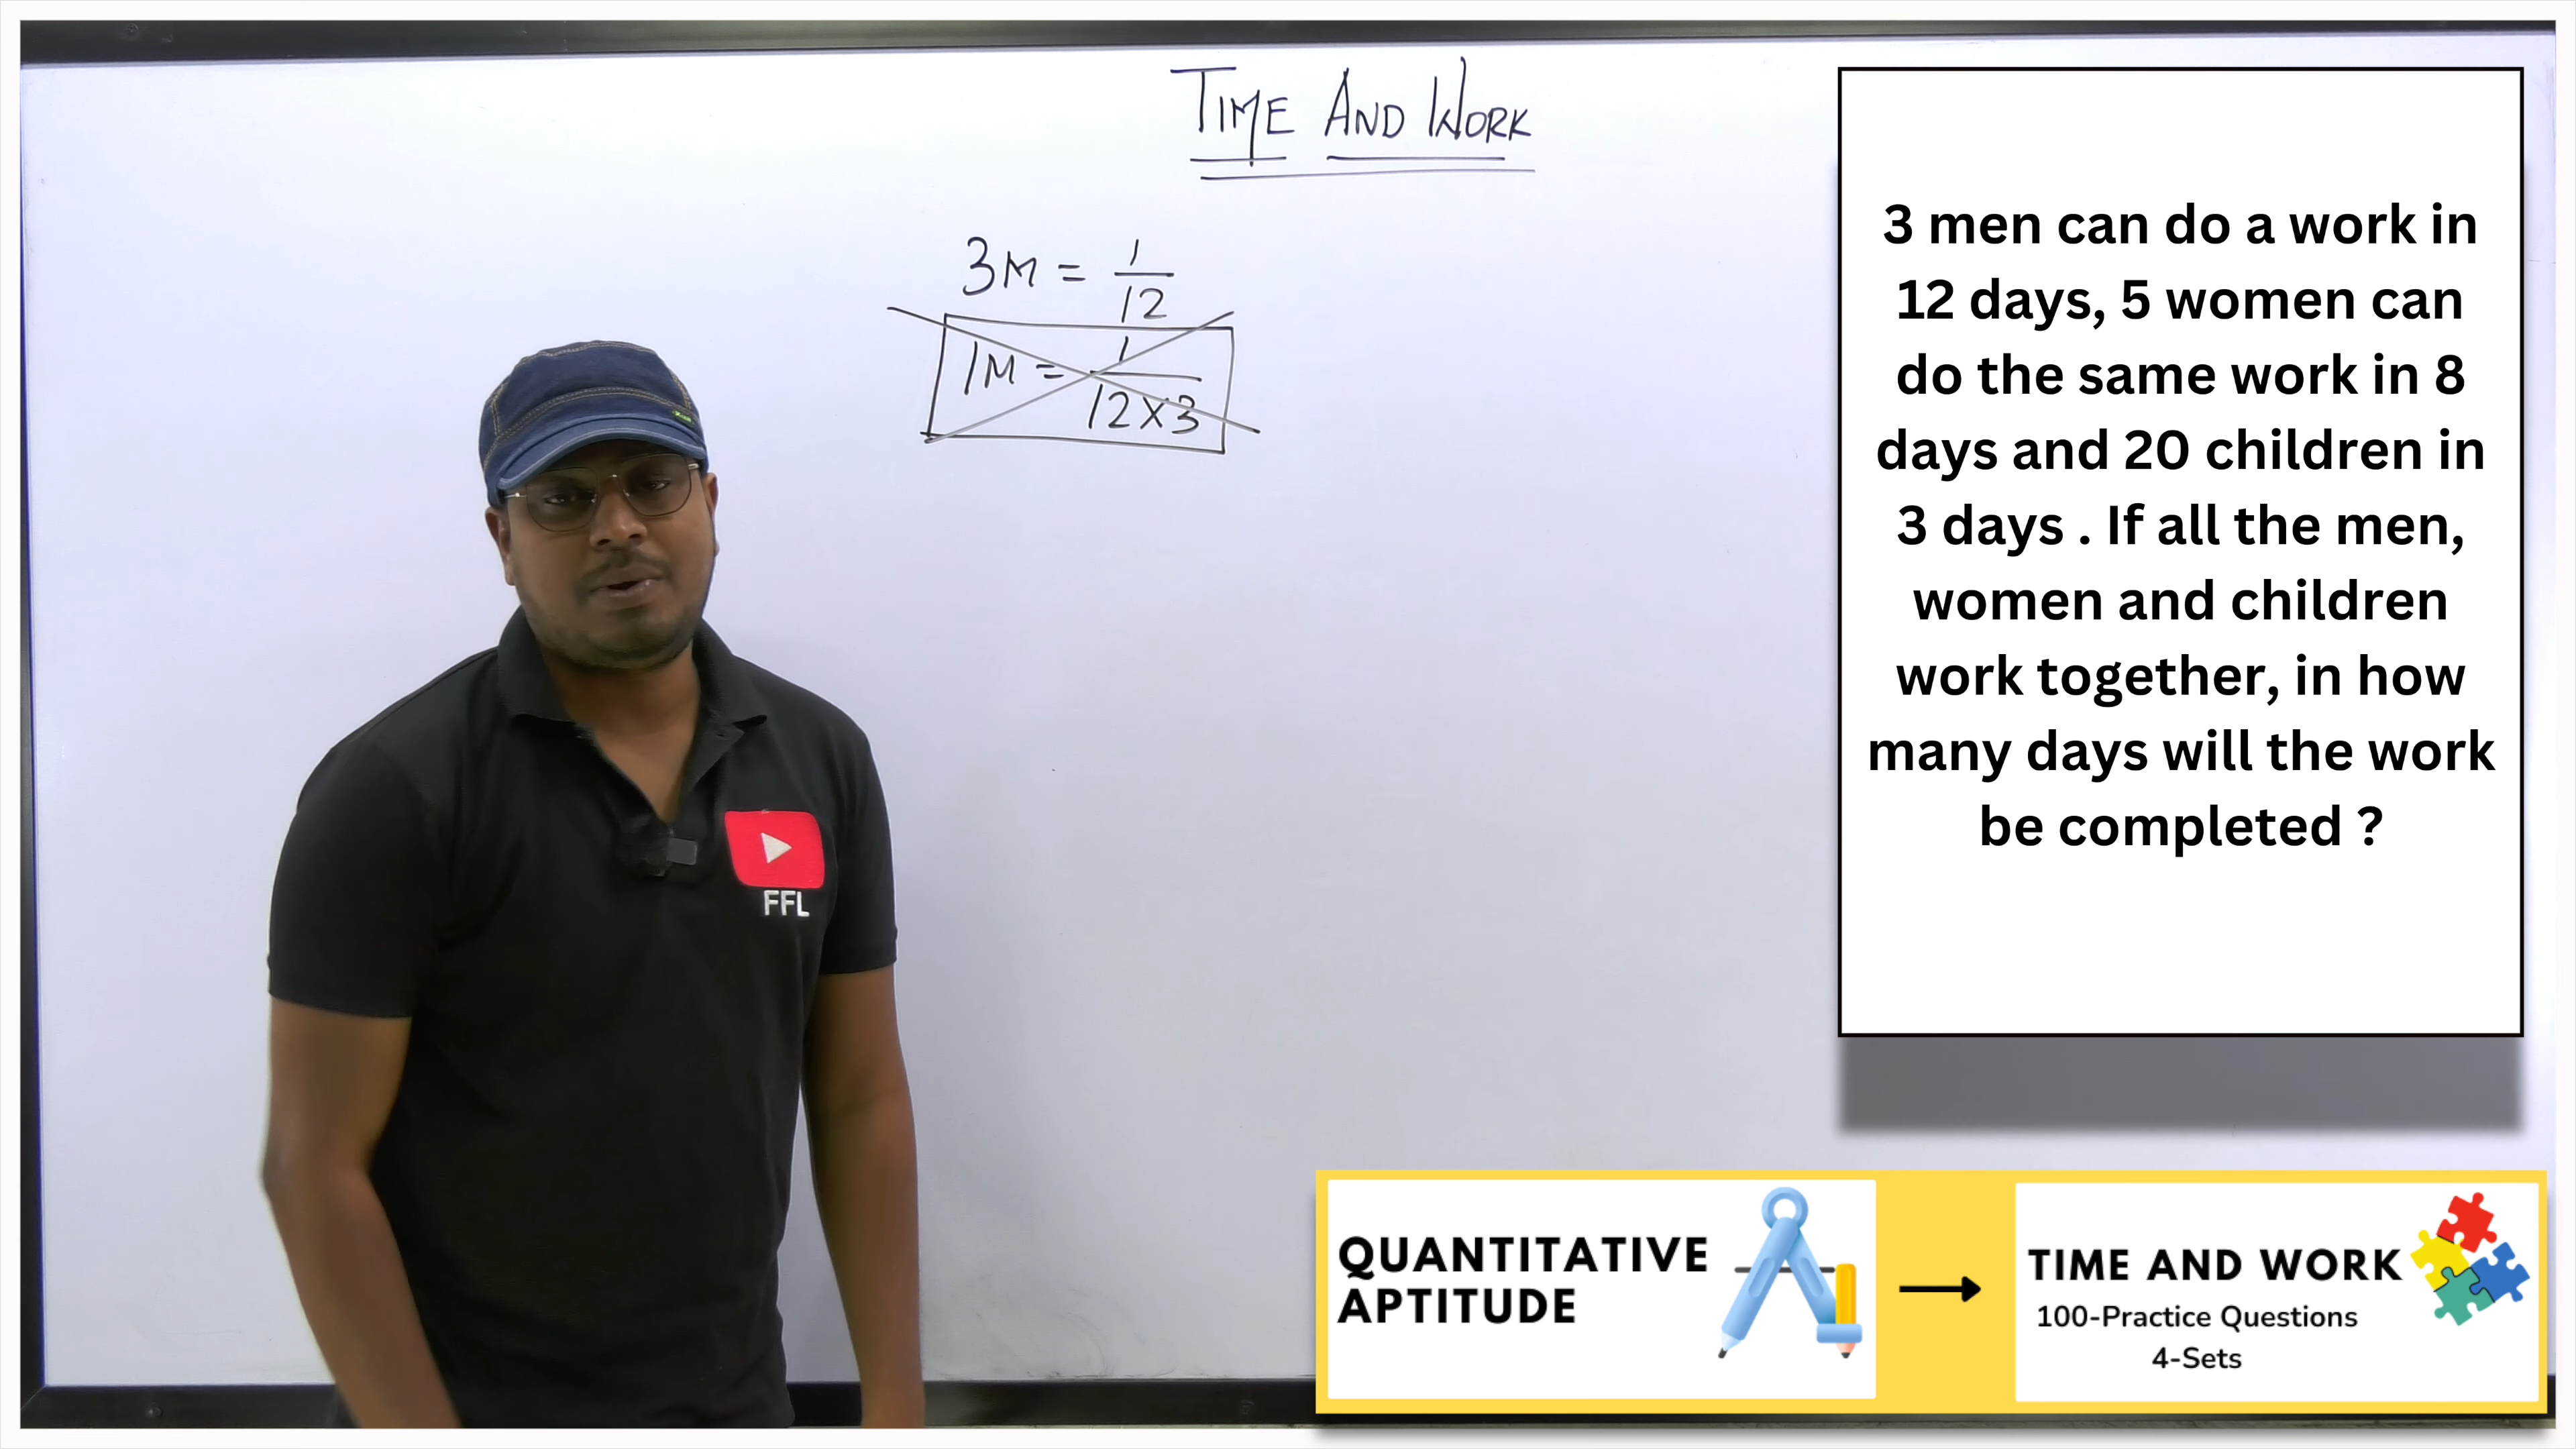 TIME AND WORK
3M = 1/12
1M = 1/12×3
3 men can do a work in
12 days, 5 women can
do the same work in 8
days and 20 children in
3 days . If all the men,
women and children
work together, in how
many days will the work
be completed ?
FFL
QUANTITATIVE
APTITUDE
TIME AND WORK
100-Practice Questions
4-Sets